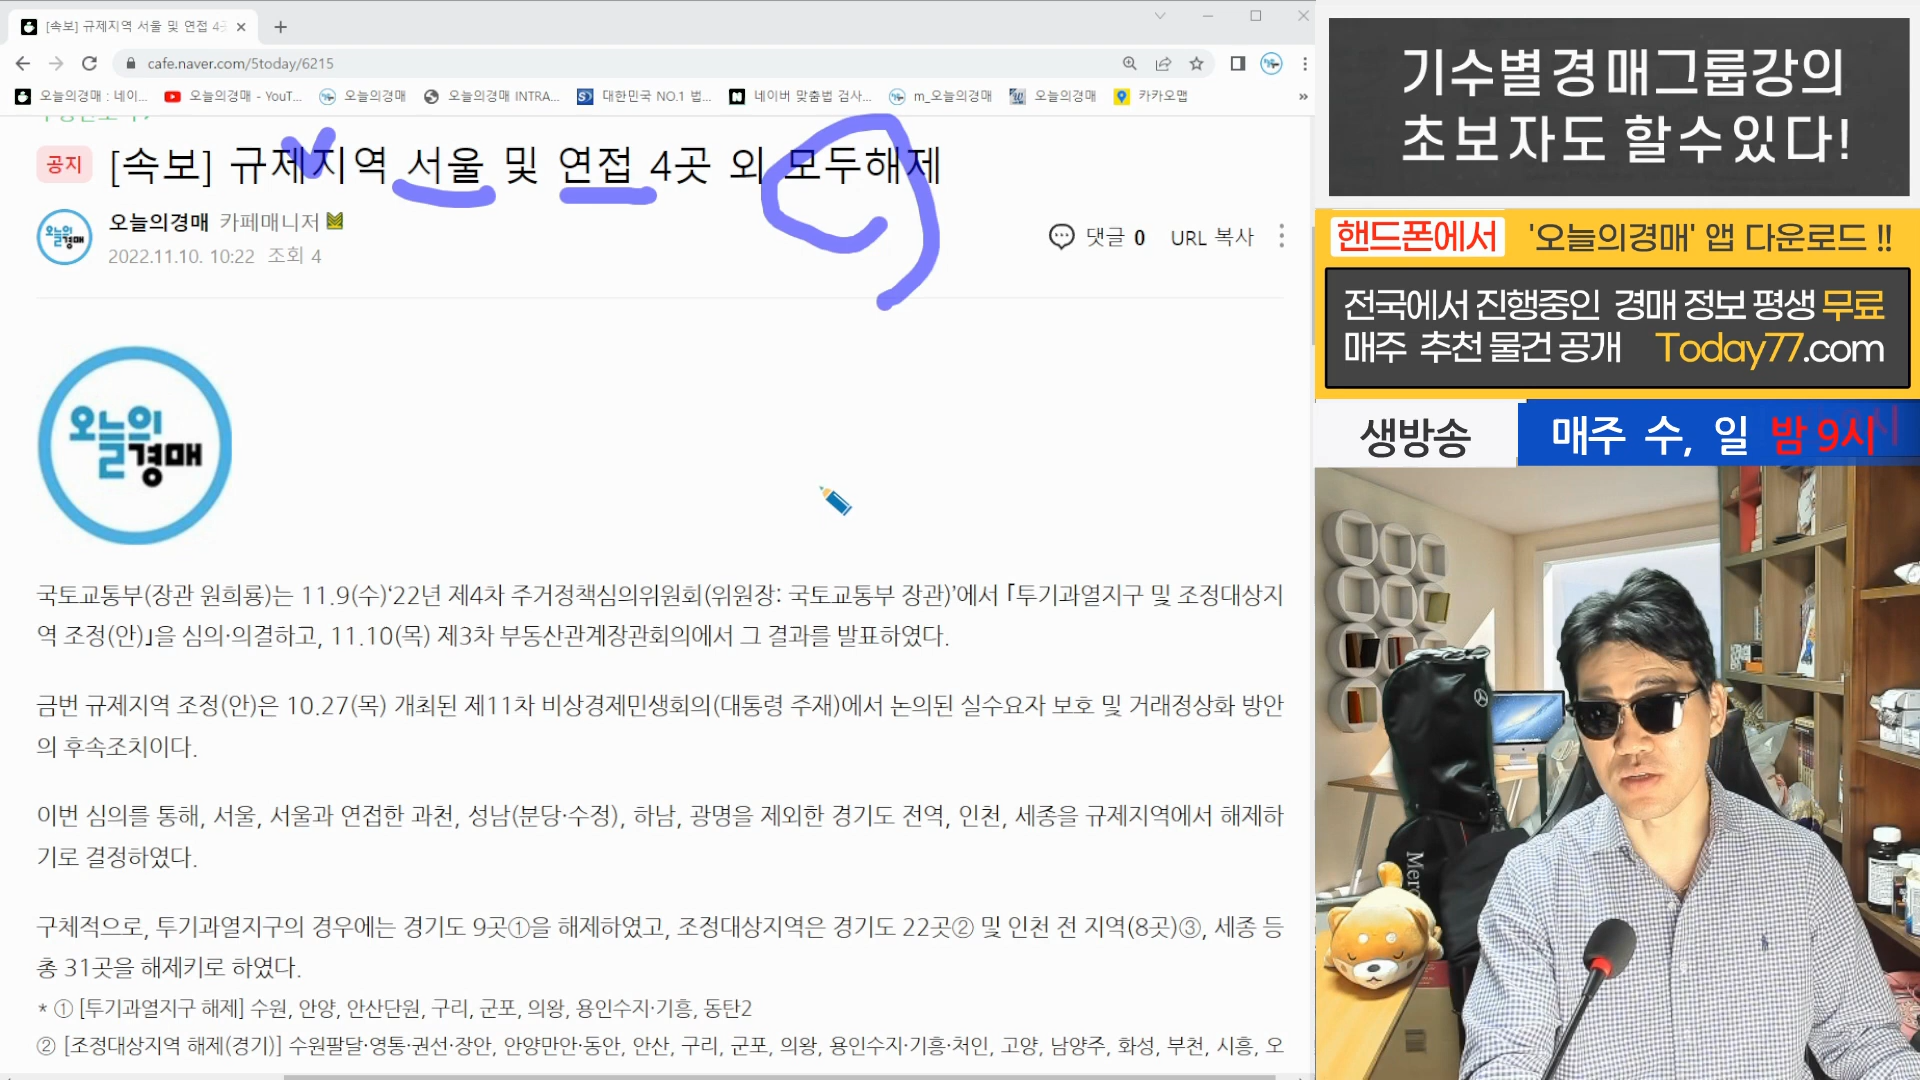 [속보] 규제지역 서울 및 연접 4곳
cafe.naver.com/5today/6215
오늘의경매 : 네이... 오늘의경매 - YouT... 오늘의경매 오늘의경매 INTRA... 대한민국 NO.1 법... 네이버 맞춤법 검사... m_오늘의경매 오늘의경매 카카오맵 »
공지 [속보] 규제지역 서울 및 연접 4곳 외 모두해제
오늘의경매 카페매니저
2022.11.10. 10:22 조회 4
댓글 0 URL 복사
오늘의
경매
국토교통부(장관 원희룡)는 11.9(수)‘22년 제4차 주거정책심의위원회(위원장: 국토교통부 장관)’에서 「투기과열지구 및 조정대상지
역 조정(안)」을 심의·의결하고, 11.10(목) 제3차 부동산관계장관회의에서 그 결과를 발표하였다.
금번 규제지역 조정(안)은 10.27(목) 개최된 제11차 비상경제민생회의(대통령 주재)에서 논의된 실수요자 보호 및 거래정상화 방안
의 후속조치이다.
이번 심의를 통해, 서울, 서울과 연접한 과천, 성남(분당·수정), 하남, 광명을 제외한 경기도 전역, 인천, 세종을 규제지역에서 해제하
기로 결정하였다.
구체적으로, 투기과열지구의 경우에는 경기도 9곳①을 해제하였고, 조정대상지역은 경기도 22곳② 및 인천 전 지역(8곳)③, 세종 등
총 31곳을 해제키로 하였다.
* ① [투기과열지구 해제] 수원, 안양, 안산단원, 구리, 군포, 의왕, 용인수지·기흥, 동탄2
② [조정대상지역 해제(경기)] 수원팔달·영통·권선·장안, 안양만안·동안, 안산, 구리, 군포, 의왕, 용인수지·기흥·처인, 고양, 남양주, 화성, 부천, 시흥, 오
기수별경매그룹강의
초보자도 할수있다!
핸드폰에서 '오늘의경매' 앱 다운로드 !!
전국에서 진행중인 경매 정보 평생 무료
매주 추천 물건 공개 Today77.com
생방송 매주 수, 일 밤 9시